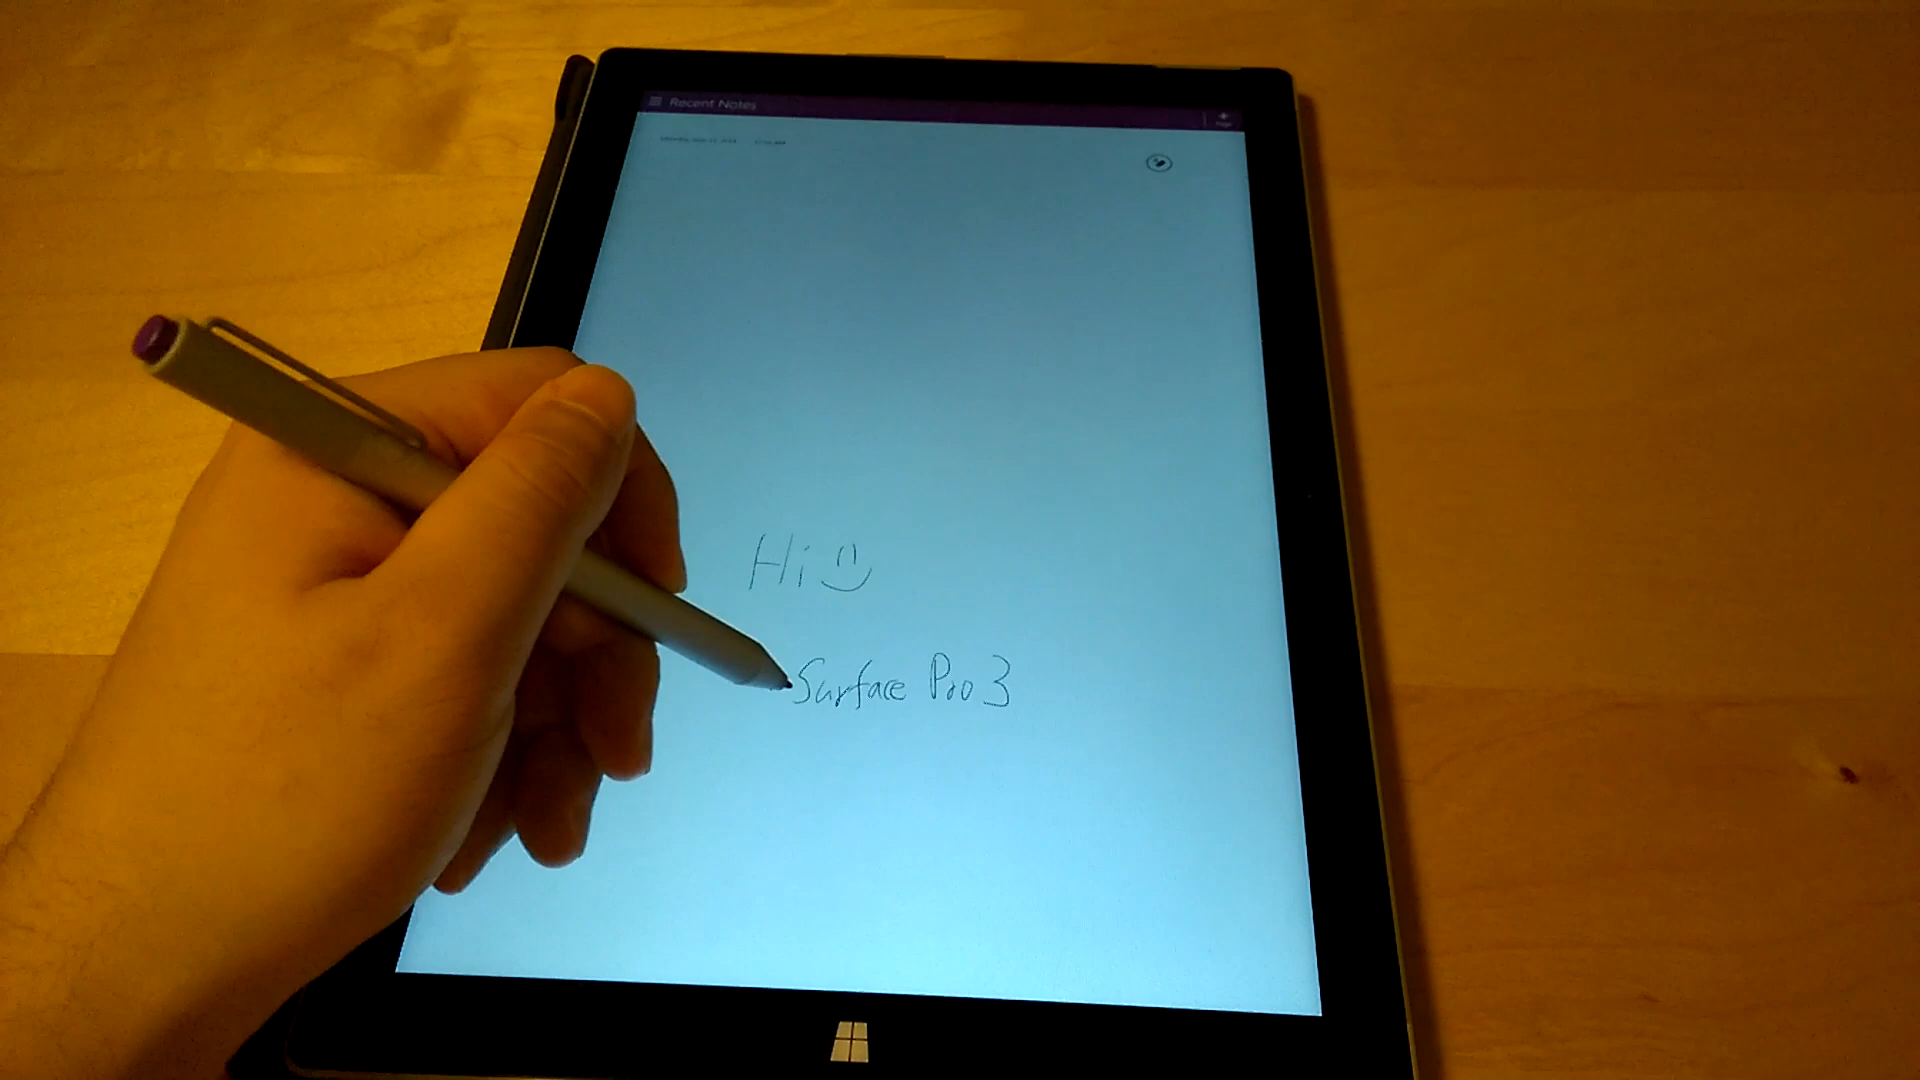 Recent Notes
Hi
Surface Pro 3